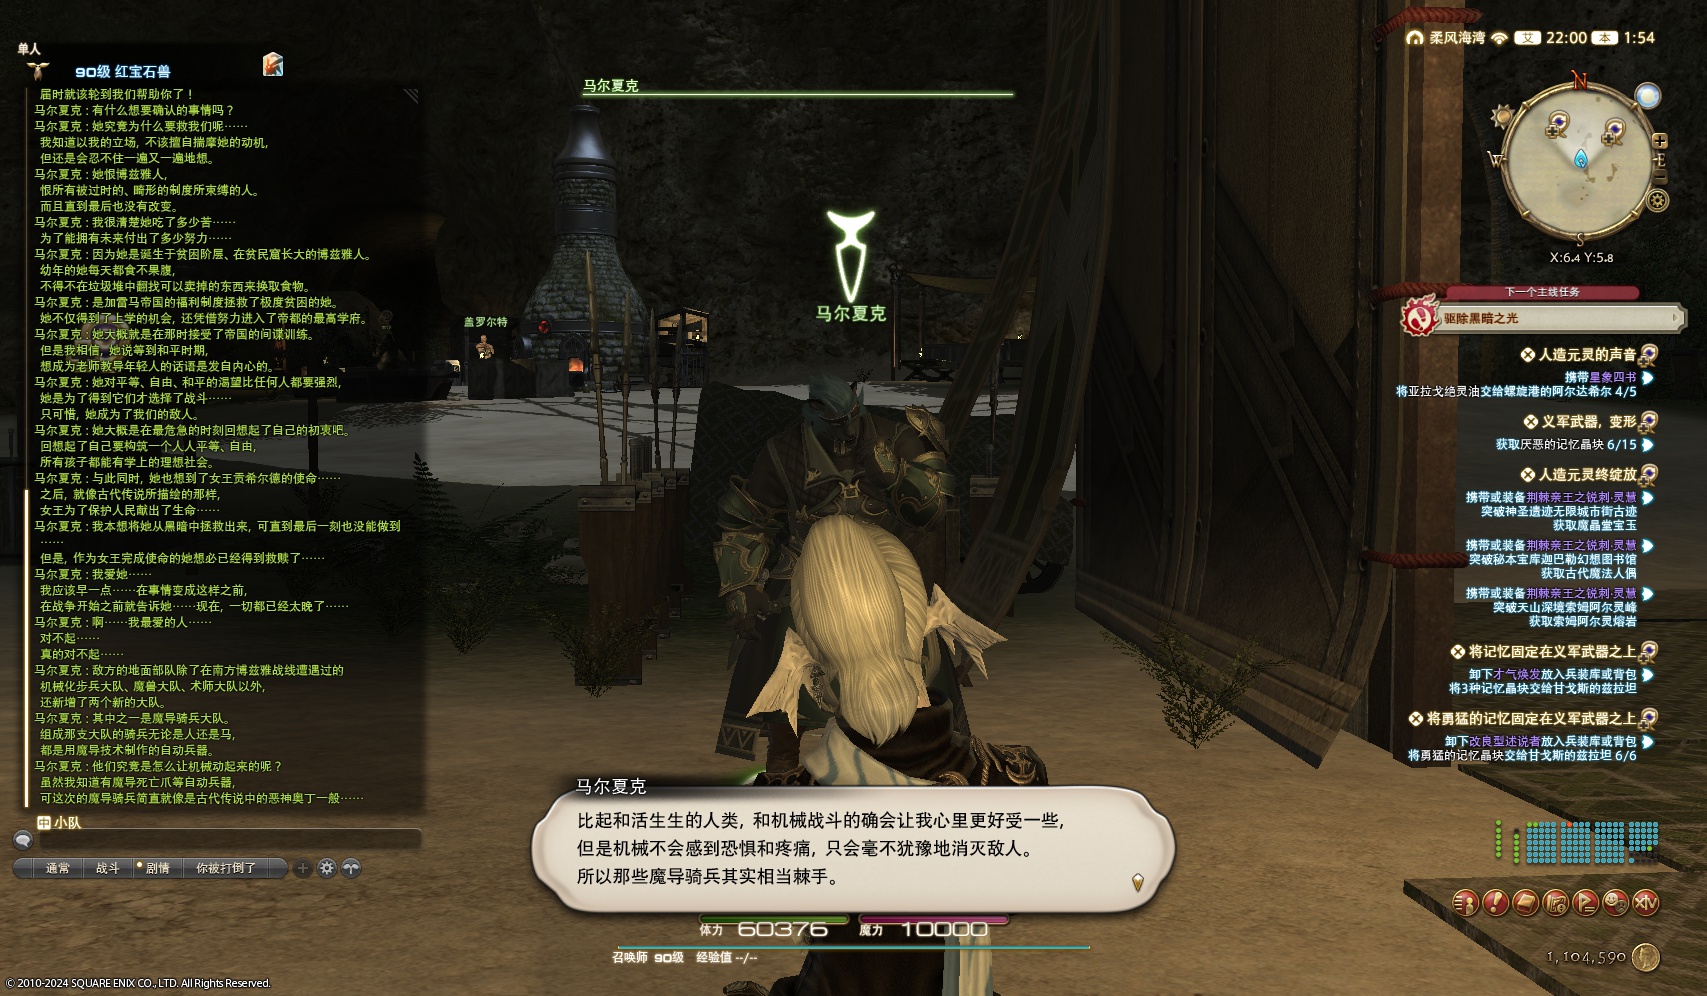 单人
90级 红宝石兽
届时就该轮到我们帮助你了！
马尔夏克：有什么想要确认的事情吗？
马尔夏克：她究竟为什么要救我们呢……
我知道以我的立场，不该擅自揣摩她的动机，
但还是会忍不住一遍又一遍地想。
马尔夏克：她恨博兹雅人，
恨所有被过时的、畸形的制度所束缚的人。
而且直到最后也没有改变。
马尔夏克：我很清楚她吃了多少苦……
为了能拥有未来付出了多少努力……
马尔夏克：因为她是诞生于贫困阶层、在贫民窟长大的博兹雅人。
幼年的她每天都食不果腹，
不得不在垃圾堆中翻找可以卖掉的东西来换取食物。
马尔夏克：是加雷马帝国的福利制度拯救了极度贫困的她。
她不仅得到了上学的机会，还凭借努力进入了帝都的最高学府。
马尔夏克：她大概就是在那时接受了帝国的间谍训练。
但是我相信，她说等到和平时期，
想成为老师教导年轻人的话语是发自内心的。
马尔夏克：她对平等、自由、和平的渴望比任何人都要强烈，
她是为了得到它们才选择了战斗……
只可惜，她成为了我们的敌人。
马尔夏克：她大概是在最危急的时刻回想起了自己的初衷吧。
回想起了自己要构筑一个人人平等、自由，
所有孩子都能有学上的理想社会。
马尔夏克：与此同时，她也想到了女王贡希尔德的使命……
之后，就像古代传说所描绘的那样，
女王为了保护人民献出了生命……
马尔夏克：我本想将她从黑暗中拯救出来，可直到最后一刻也没能做到
……
但是，作为女王完成使命的她想必已经得到救赎了……
马尔夏克：我爱她……
我应该早一点……在事情变成这样之前，
在战争开始之前就告诉她……现在，一切都已经太晚了……
马尔夏克：啊……我最爱的人……
对不起……
真的对不起……
马尔夏克：敌方的地面部队除了在南方博兹雅战线遭遇过的
机械化步兵大队、魔兽大队、术师大队以外，
还新增了两个新的大队。
马尔夏克：其中之一是魔导骑兵大队。
组成那支大队的骑兵无论是人还是马，
都是用魔导技术制作的自动兵器。
马尔夏克：他们究竟是怎么让机械动起来的呢？
虽然我知道有魔导死亡爪等自动兵器，
可这次的魔导骑兵简直就像是古代传说中的恶神奥丁一般……
中 小队
通常 战斗 剧情 你被打倒了
© 2010-2024 SQUARE ENIX CO., LTD. All Rights Reserved.
马尔夏克
盖罗尔特
马尔夏克
马尔夏克
比起和活生生的人类，和机械战斗的确会让我心里更好受一些，
但是机械不会感到恐惧和疼痛，只会毫不犹豫地消灭敌人。
所以那些魔导骑兵其实相当棘手。
体力 60376 魔力 10000
召唤师 90级 经验值 --/--
柔风海湾 艾 22:00 本 1:54
N
W E
S
X:6.4 Y:5.8
下一个主线任务
驱除黑暗之光
人造元灵的声音
携带星象四书
将亚拉戈绝灵油交给螺旋港的阿尔达希尔 4/5
义军武器，变形
获取厌恶的记忆晶块 6/15
人造元灵终绽放
携带或装备荆棘亲王之锐刺·灵慧
突破神圣遗迹无限城市街古迹
获取魔晶堂宝玉
携带或装备荆棘亲王之锐刺·灵慧
突破秘本宝库迦巴勒幻想图书馆
获取古代魔法人偶
携带或装备荆棘亲王之锐刺·灵慧
突破天山深境索姆阿尔灵峰
获取索姆阿尔灵熔岩
将记忆固定在义军武器之上
卸下才气焕发放入兵装库或背包
将3种记忆晶块交给甘戈斯的兹拉坦
将勇猛的记忆固定在义军武器之上
卸下改良型述说者放入兵装库或背包
将勇猛的记忆晶块交给甘戈斯的兹拉坦 6/6
XIV
1,104,590